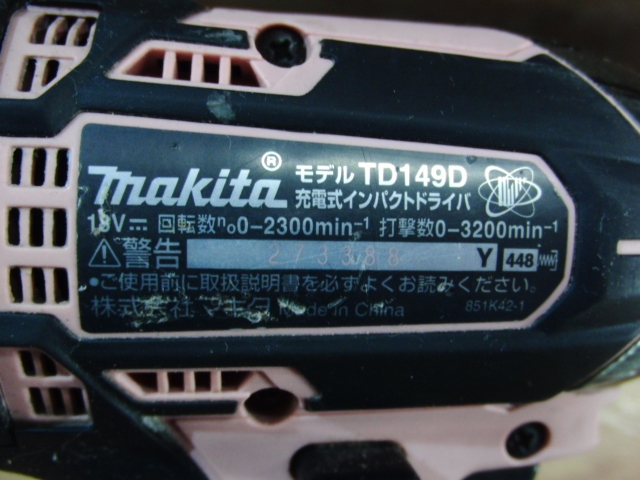 makita® モデル TD149D
充電式インパクトドライバ
18V⎓ 回転数n₀0-2300min⁻¹ 打撃数0-3200min⁻¹
⚠警告 273388 Y 448
●ご使用前に取扱説明書を必ずよくお読みください。
株式会社マキタ Made in China 851K42-1